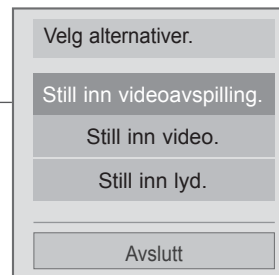 Velg alternativer.
Still inn videoavspilling.
Still inn video.
Still inn lyd.
Avslutt